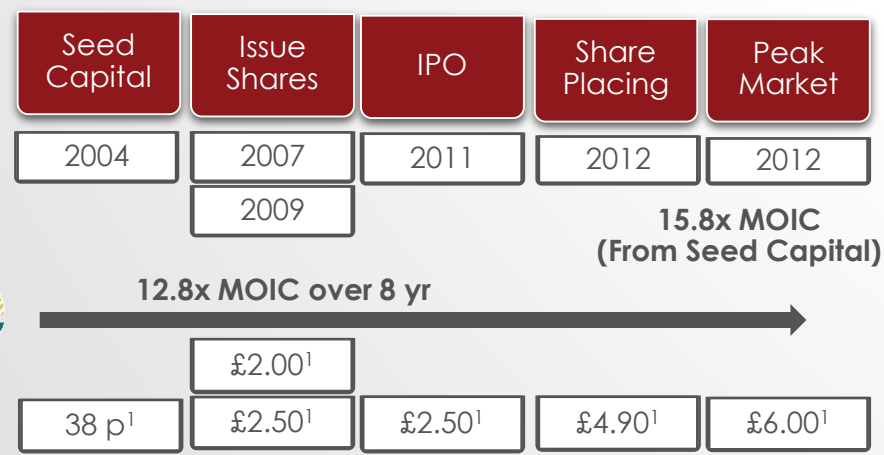 Seed
Capital
Issue
Shares
IPO
Share
Placing
Peak
Market
2004
2007
2011
2012
2012
2009
15.8x MOIC
(From Seed Capital)
12.8x MOIC over 8 yr
£2.00¹
38 p¹
£2.50¹
£2.50¹
£4.90¹
£6.00¹